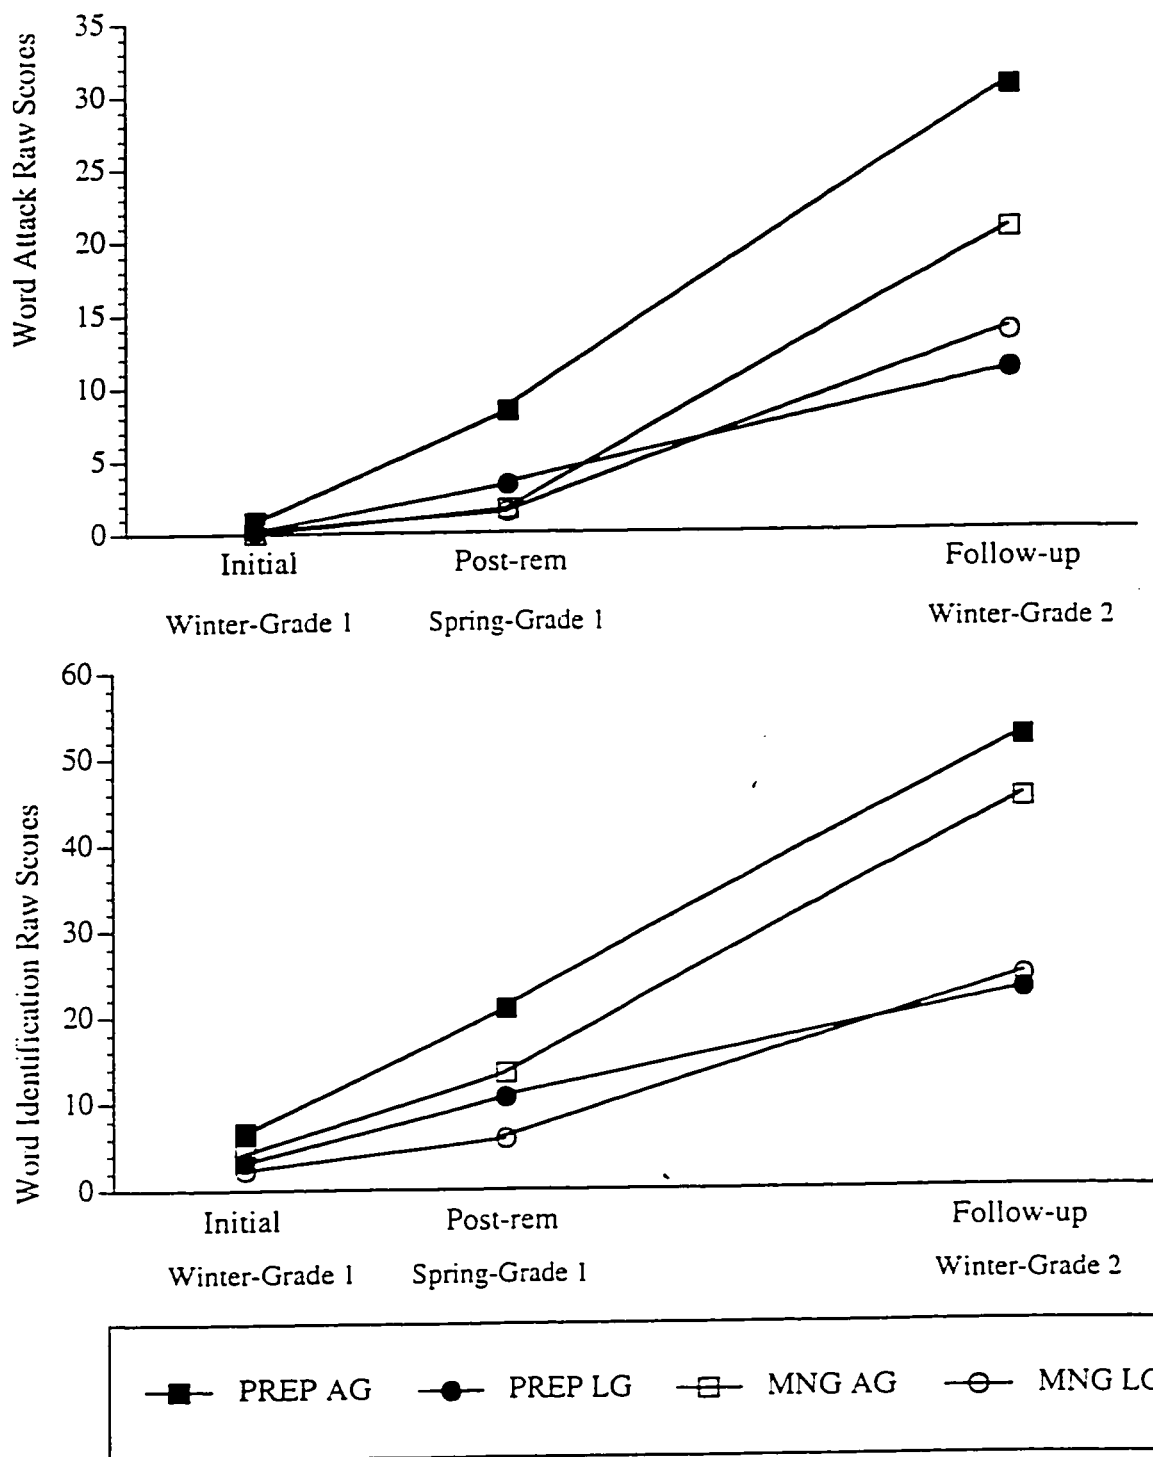 Word Attack Raw Scores
35
30
25
20
15
10
5
0
Initial Post-rem Follow-up
Winter-Grade 1 Spring-Grade 1 Winter-Grade 2
Word Identification Raw Scores
60
50
40
30
20
10
0
Initial Post-rem Follow-up
Winter-Grade 1 Spring-Grade 1 Winter-Grade 2
PREP AG PREP LG MNG AG MNG LG